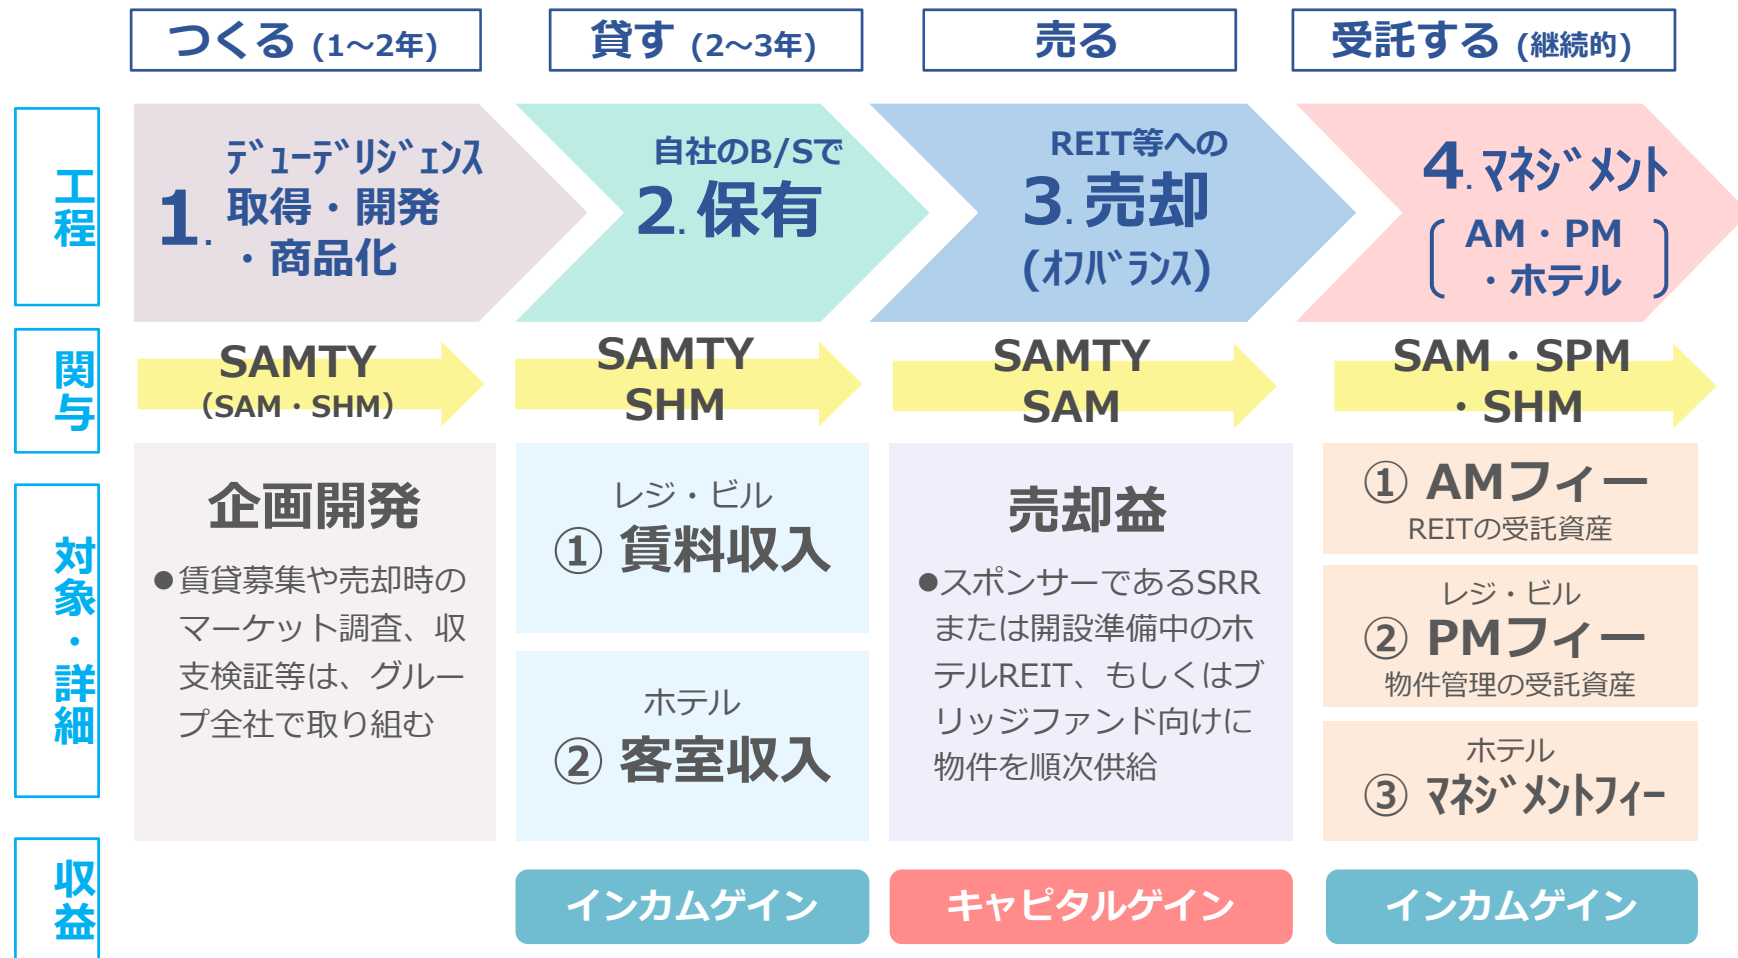 つくる (1～2年)
貸す (2～3年)
売る
受託する (継続的)
工程
1.
ﾃﾞｭｰﾃﾞﾘｼﾞｪﾝｽ
取得・開発
・商品化
自社のB/Sで
2. 保有
REIT等への
3. 売却
(ｵﾌﾊﾞﾗﾝｽ)
4. ﾏﾈｼﾞﾒﾝﾄ
AM・PM
・ホテル
関与
SAMTY
（SAM・SHM）
SAMTY
SHM
SAMTY
SAM
SAM・SPM
・SHM
対象・詳細
企画開発
●賃貸募集や売却時の
マーケット調査、収
支検証等は、グルー
プ全社で取り組む
レジ・ビル
① 賃料収入
ホテル
② 客室収入
売却益
●スポンサーであるSRR
または開設準備中のホ
テルREIT、もしくはブ
リッジファンド向けに
物件を順次供給
① AMフィー
REITの受託資産
レジ・ビル
② PMフィー
物件管理の受託資産
ホテル
③ ﾏﾈｼﾞﾒﾝﾄﾌｨｰ
収益
インカムゲイン
キャピタルゲイン
インカムゲイン